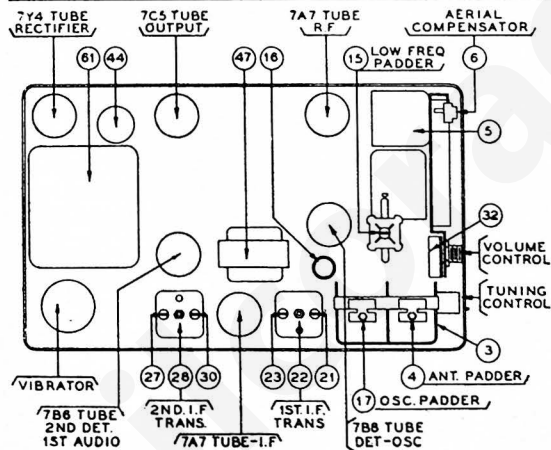 7Y4 TUBE
RECTIFIER
7C5 TUBE
OUTPUT
7A7 TUBE
R.F
AERIAL
COMPENSATOR
61
44
47
16
15
LOW FREQ
PADDER
6
5
32
VOLUME
CONTROL
TUNING
CONTROL
3
27
28
30
23
22
21
4
ANT. PADDER
17
OSC. PADDER
VIBRATOR
7B6 TUBE
2ND DET.
1ST AUDIO
2ND. I.F
TRANS.
7A7 TUBE-I.F
1ST. I.F.
TRANS
7B8 TUBE
DET-OSC